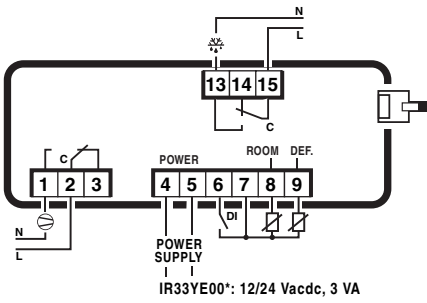 N
L
13 14 15
C
POWER
ROOM DEF.
C
1 2 3
4 5 6 7 8 9
DI
N
L
POWER
SUPPLY
IR33YE00*: 12/24 Vacdc, 3 VA